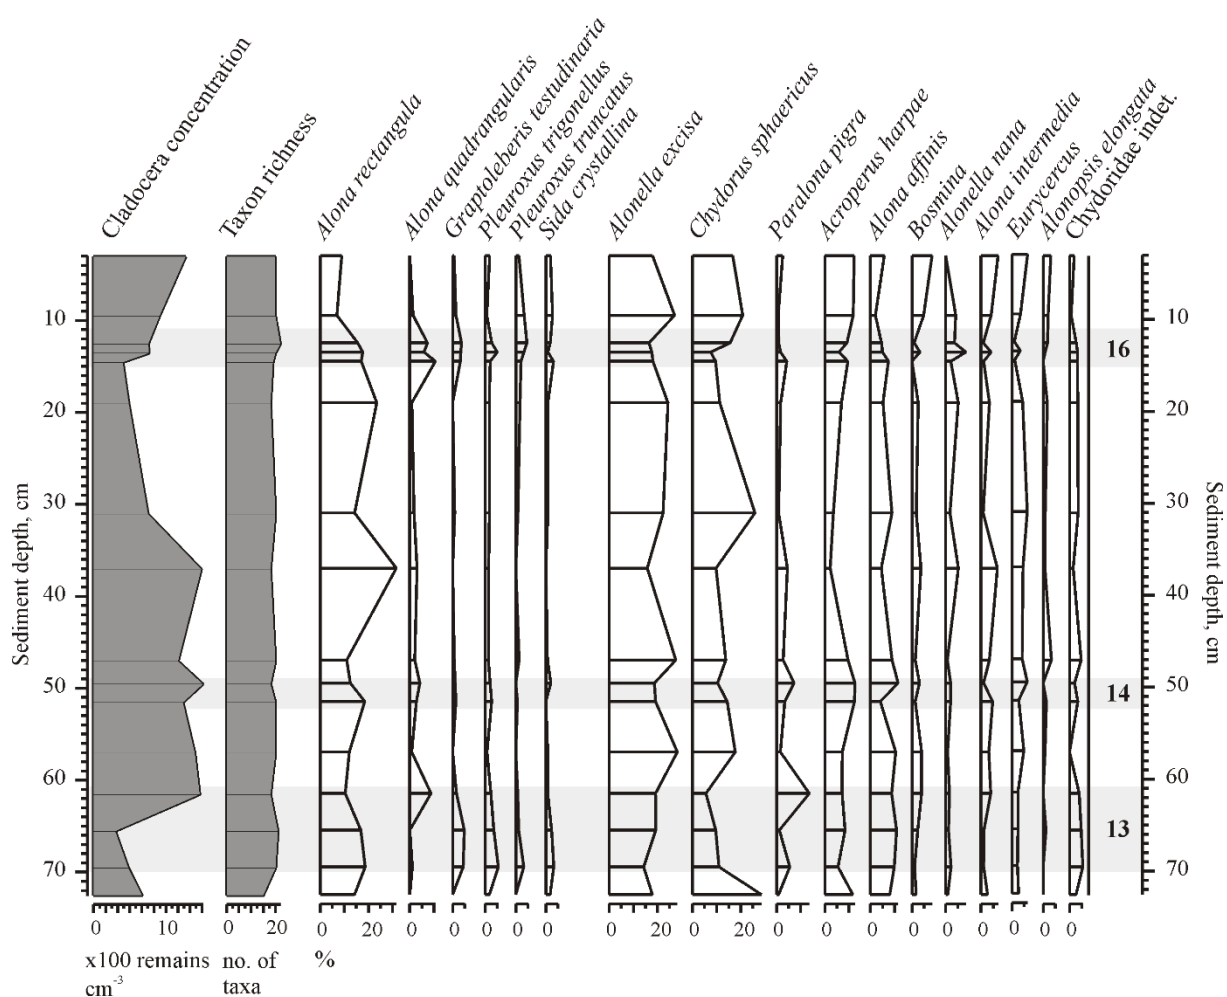 Cladocera concentration
Taxon richness
Alona rectangula
Alona quadrangularis
Graptoleberis testudinaria
Pleuroxus trigonellus
Pleuroxus truncatus
Sida crystallina
Alonella excisa
Chydorus sphaericus
Paralona pigra
Acroperus harpae
Alona affinis
Bosmina
Alonella nana
Alona intermedia
Eurycercus
Alonopsis elongata
Chydoridae indet.
Sediment depth, cm
10
20
30
40
50
60
70
16
14
13
10
20
30
40
50
60
70
Sediment depth, cm
0 10 0 20 0 20 0 0 0 0 0 0 20 0 20 0 0 0 0 0 0 0 0 0
x100 remains cm⁻³
no. of taxa
%